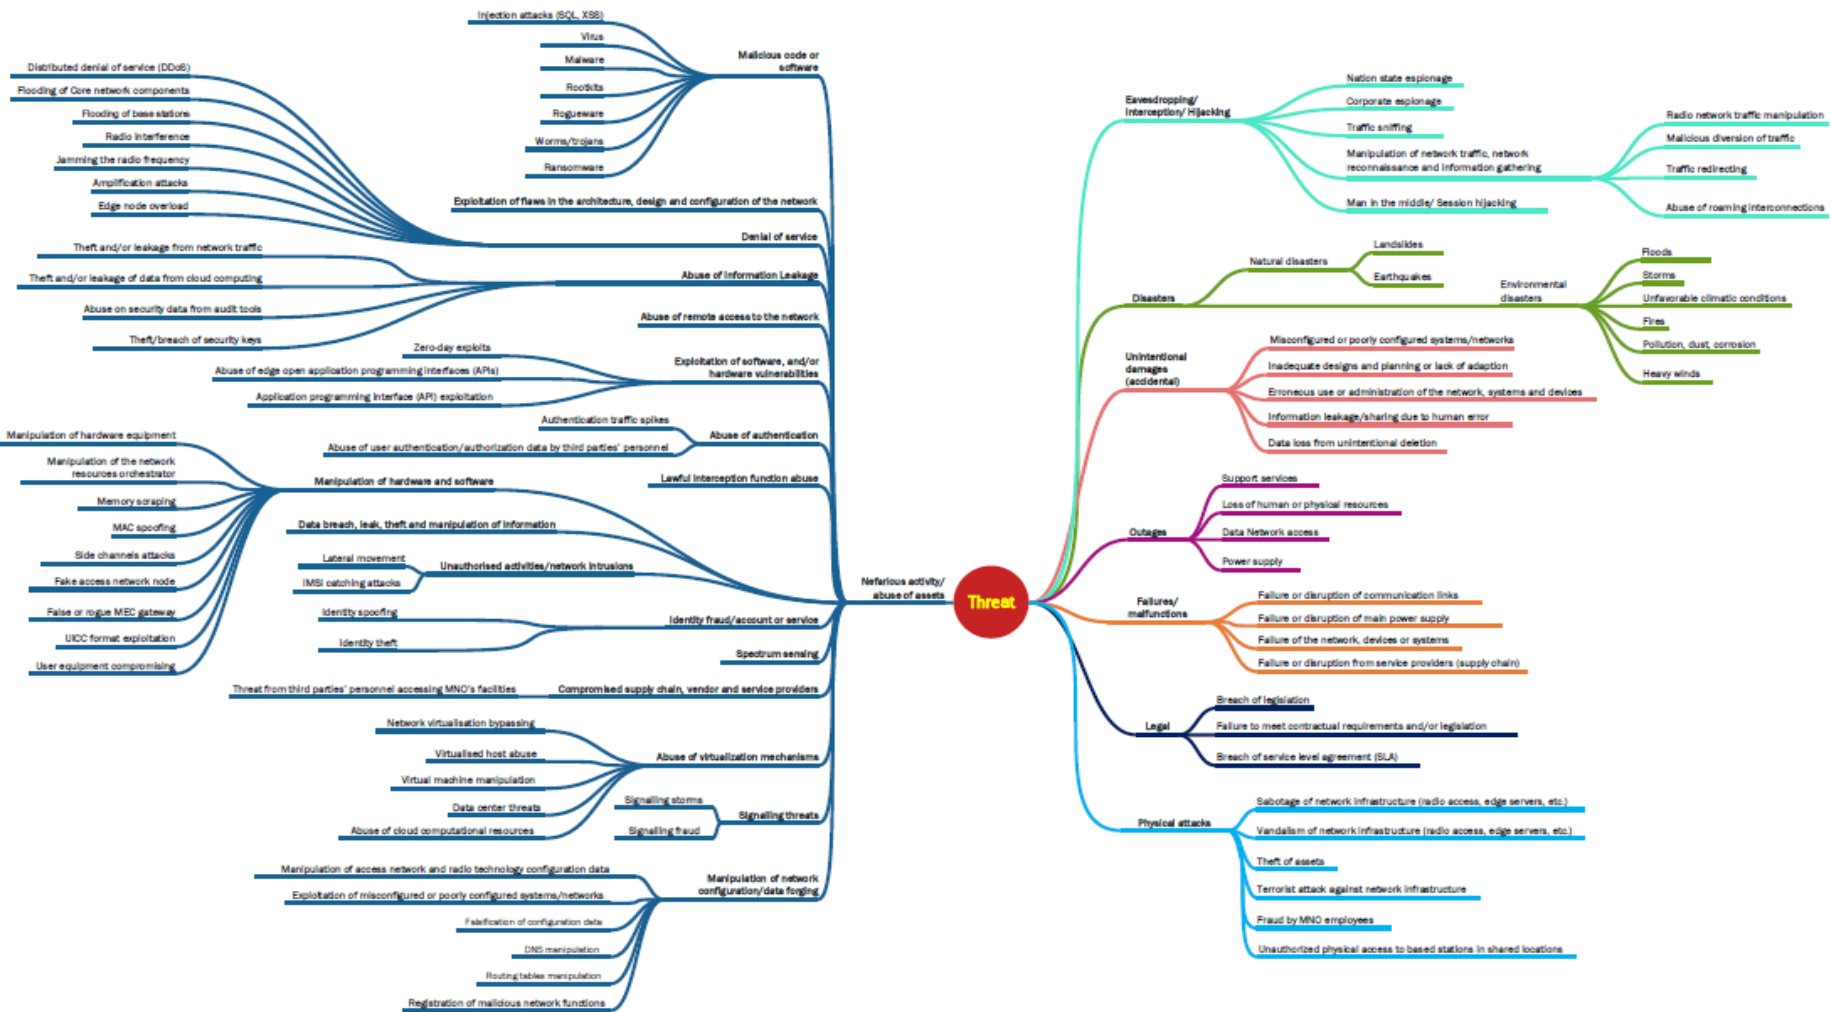 Injection attacks (SQL, XSS)
Virus
Malware
Rootkits
Rogueware
Worms/trojans
Ransomware
Malicious code or
software
Exploitation of flaws in the architecture, design and configuration of the network
Distributed denial of service (DDoS)
Flooding of Core network components
Flooding of base stations
Radio interference
Jamming the radio frequency
Amplification attacks
Edge node overload
Denial of service
Theft and/or leakage from network traffic
Theft and/or leakage of data from cloud computing
Abuse on security data from audit tools
Theft/breach of security keys
Abuse of Information Leakage
Abuse of remote access to the network
Zero-day exploits
Abuse of edge open application programming interfaces (APIs)
Application programming interface (API) exploitation
Exploitation of software, and/or
hardware vulnerabilities
Authentication traffic spikes
Abuse of user authentication/authorization data by third parties' personnel
Abuse of authentication
Lawful interception function abuse
Manipulation of hardware equipment
Manipulation of the network
resources orchestrator
Memory scraping
MAC spoofing
Side channels attacks
Fake access network node
False or rogue MEC gateway
UICC format exploitation
User equipment compromising
Manipulation of hardware and software
Data breach, leak, theft and manipulation of information
Lateral movement
IMSI catching attacks
Unauthorised activities/network intrusions
Identity spoofing
Identity theft
Identity fraud/account or service
Spectrum sensing
Threat from third parties' personnel accessing MNO's facilities
Compromised supply chain, vendor and service providers
Network virtualisation bypassing
Virtualised host abuse
Virtual machine manipulation
Data center threats
Abuse of cloud computational resources
Abuse of virtualization mechanisms
Signalling storms
Signalling fraud
Signalling threats
Manipulation of access network and radio technology configuration data
Exploitation of misconfigured or poorly configured systems/networks
Falsification of configuration data
DNS manipulation
Routing tables manipulation
Registration of malicious network functions
Manipulation of network
configuration/data forging
Nefarious activity/
abuse of assets
Threat
Eavesdropping/
Interception/ Hijacking
Nation state espionage
Corporate espionage
Traffic sniffing
Manipulation of network traffic, network
reconnaissance and information gathering
Man in the middle/ Session hijacking
Radio network traffic manipulation
Malicious diversion of traffic
Traffic redirecting
Abuse of roaming interconnections
Disasters
Natural disasters
Landslides
Earthquakes
Environmental
disasters
Floods
Storms
Unfavorable climatic conditions
Fires
Pollution, dust, corrosion
Heavy winds
Unintentional
damages
(accidental)
Misconfigured or poorly configured systems/networks
Inadequate designs and planning or lack of adaption
Erroneous use or administration of the network, systems and devices
Information leakage/sharing due to human error
Data loss from unintentional deletion
Outages
Support services
Loss of human or physical resources
Data Network access
Power supply
Failures/
malfunctions
Failure or disruption of communication links
Failure or disruption of main power supply
Failure of the network, devices or systems
Failure or disruption from service providers (supply chain)
Legal
Breach of legislation
Failure to meet contractual requirements and/or legislation
Breach of service level agreement (SLA)
Physical attacks
Sabotage of network infrastructure (radio access, edge servers, etc.)
Vandalism of network infrastructure (radio access, edge servers, etc.)
Theft of assets
Terrorist attack against network infrastructure
Fraud by MNO employees
Unauthorized physical access to based stations in shared locations